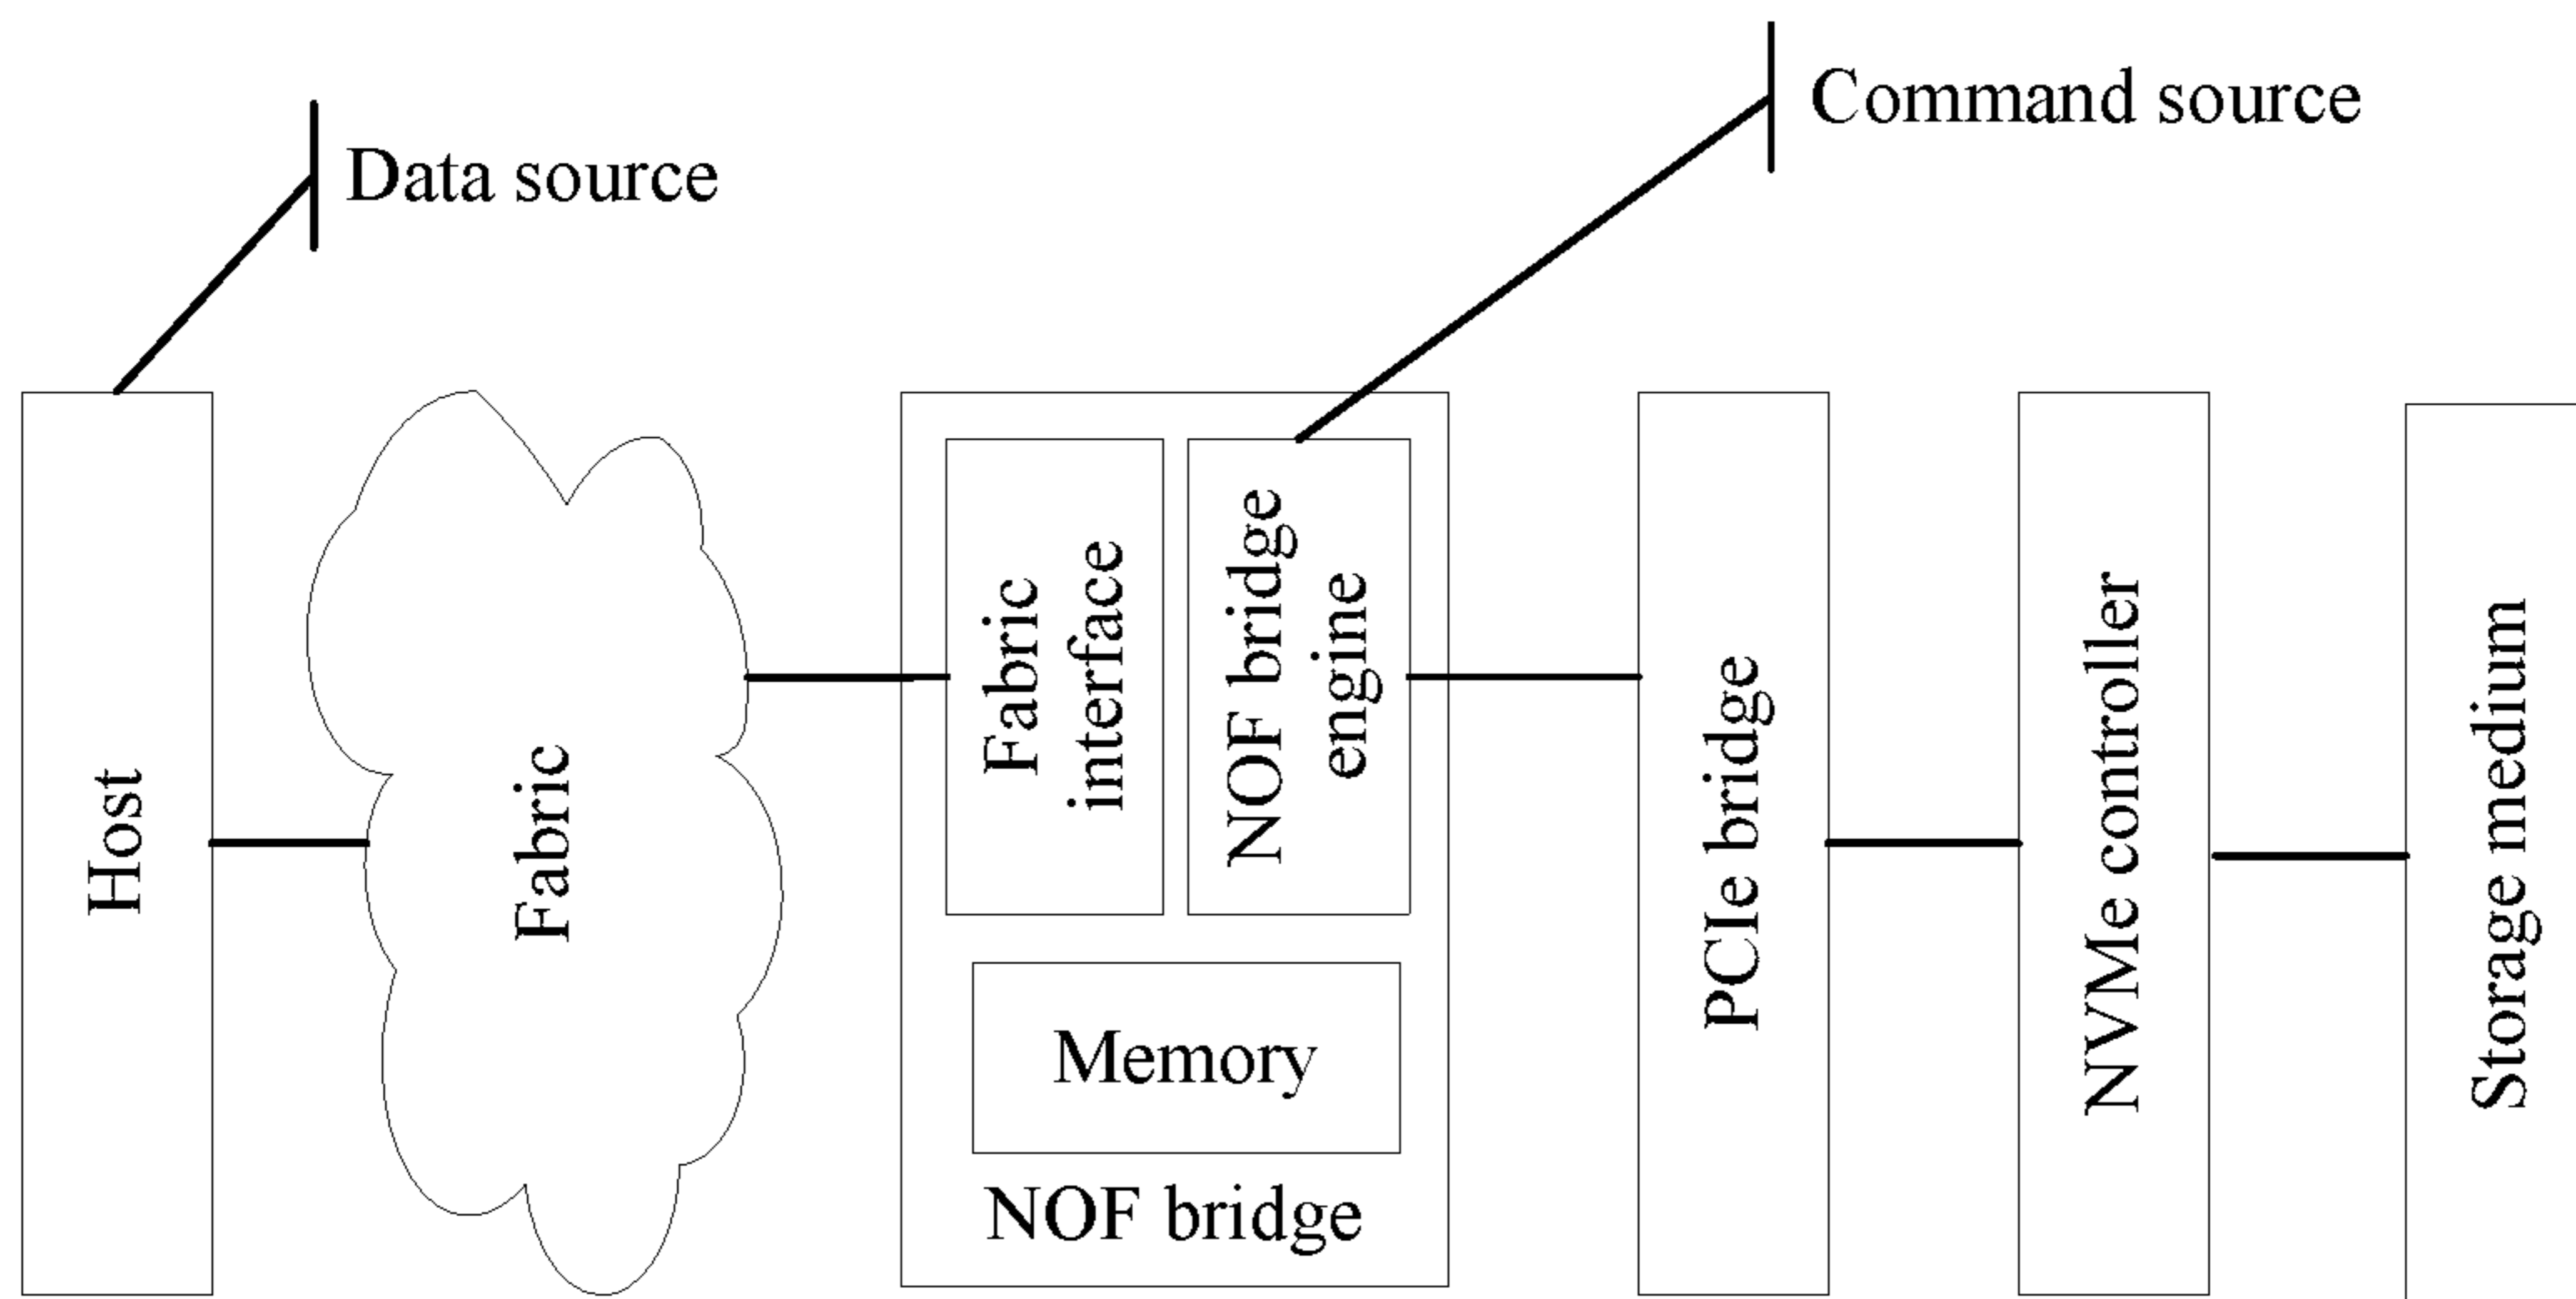 Command source
Data source
Host
Fabric
Fabric
interface
NOF bridge
engine
Memory
NOF bridge
PCIe bridge
NVMe controller
Storage medium